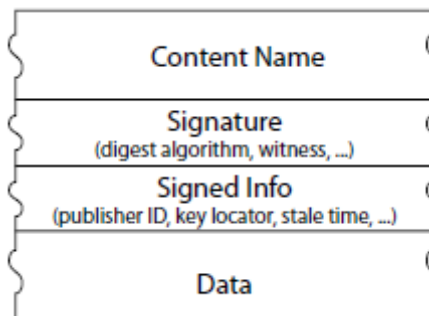 Content Name
Signature
(digest algorithm, witness, ...)
Signed Info
(publisher ID, key locator, stale time, ...)
Data